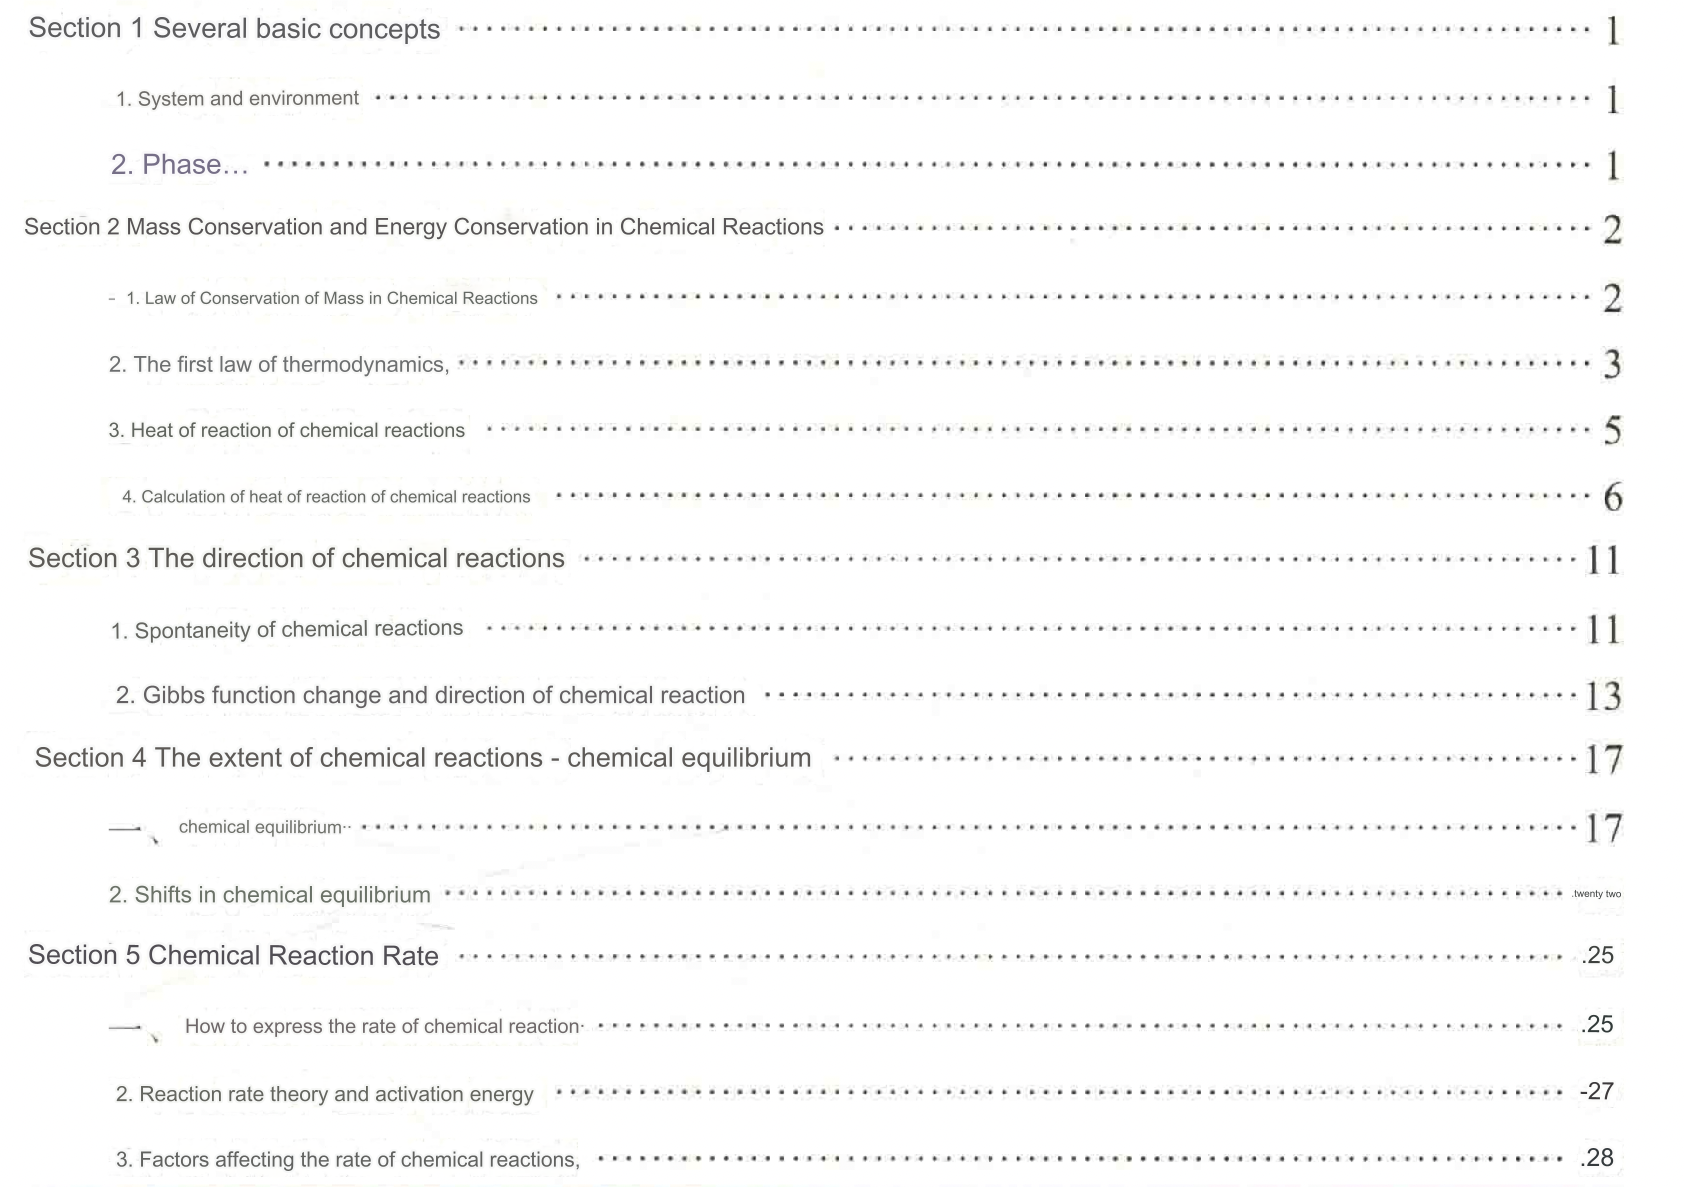 Section 1 Several basic concepts ........ 1
1. System and environment ........ 1
2. Phase… ........ 1
Section 2 Mass Conservation and Energy Conservation in Chemical Reactions ........ 2
- 1. Law of Conservation of Mass in Chemical Reactions ........ 2
2. The first law of thermodynamics, ........ 3
3. Heat of reaction of chemical reactions ........ 5
4. Calculation of heat of reaction of chemical reactions ........ 6
Section 3 The direction of chemical reactions ........ 11
1. Spontaneity of chemical reactions ........ 11
2. Gibbs function change and direction of chemical reaction ........ 13
Section 4 The extent of chemical reactions - chemical equilibrium ........ 17
一、 chemical equilibrium·· ........ 17
2. Shifts in chemical equilibrium ........ .twenty two
Section 5 Chemical Reaction Rate ........ .25
一、 How to express the rate of chemical reaction· ........ .25
2. Reaction rate theory and activation energy ........ -27
3. Factors affecting the rate of chemical reactions, ........ .28